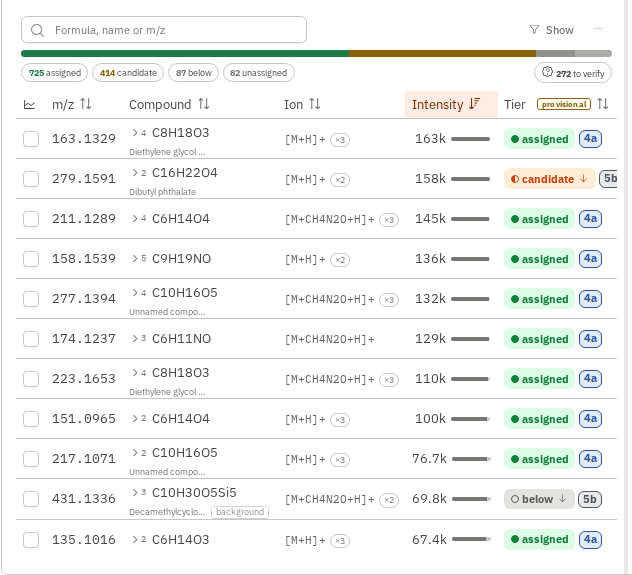 Formula, name or m/z
Show ...
725 assigned 414 candidate 87 below 82 unassigned 272 to verify
m/z Compound Ion Intensity Tier provisional
163.1329 4 C8H18O3 [M+H]+ ×3 163k assigned 4a
Diethylene glycol ...
279.1591 2 C16H22O4 [M+H]+ ×2 158k candidate ↓ 5b
Dibutyl phthalate
211.1289 4 C6H14O4 [M+CH4N2O+H]+ ×3 145k assigned 4a
158.1539 5 C9H19NO [M+H]+ ×2 136k assigned 4a
277.1394 4 C10H16O5 [M+CH4N2O+H]+ ×3 132k assigned 4a
Unnamed compo...
174.1237 3 C6H11NO [M+CH4N2O+H]+ 129k assigned 4a
223.1653 4 C8H18O3 [M+CH4N2O+H]+ ×3 110k assigned 4a
Diethylene glycol ...
151.0965 2 C6H14O4 [M+H]+ ×3 100k assigned 4a
217.1071 2 C10H16O5 [M+H]+ ×3 76.7k assigned 4a
Unnamed compo...
431.1336 3 C10H30O5Si5 [M+CH4N2O+H]+ ×2 69.8k below ↓ 5b
Decamethylcyclo... background
135.1016 2 C6H14O3 [M+H]+ ×3 67.4k assigned 4a